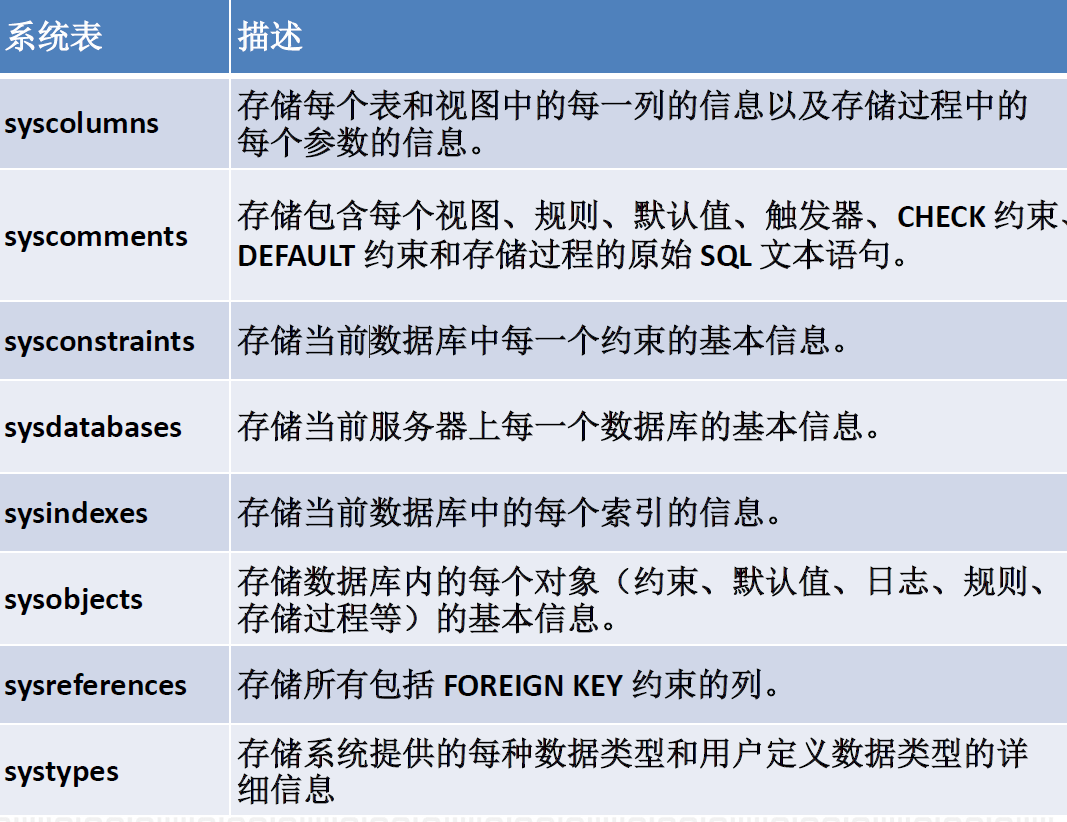 系统表 描述
syscolumns 存储每个表和视图中的每一列的信息以及存储过程中的
每个参数的信息。
syscomments 存储包含每个视图、规则、默认值、触发器、CHECK 约束、
DEFAULT 约束和存储过程的原始 SQL 文本语句。
sysconstraints 存储当前数据库中每一个约束的基本信息。
sysdatabases 存储当前服务器上每一个数据库的基本信息。
sysindexes 存储当前数据库中的每个索引的信息。
sysobjects 存储数据库内的每个对象（约束、默认值、日志、规则、
存储过程等）的基本信息。
sysreferences 存储所有包括 FOREIGN KEY 约束的列。
systypes 存储系统提供的每种数据类型和用户定义数据类型的详
细信息